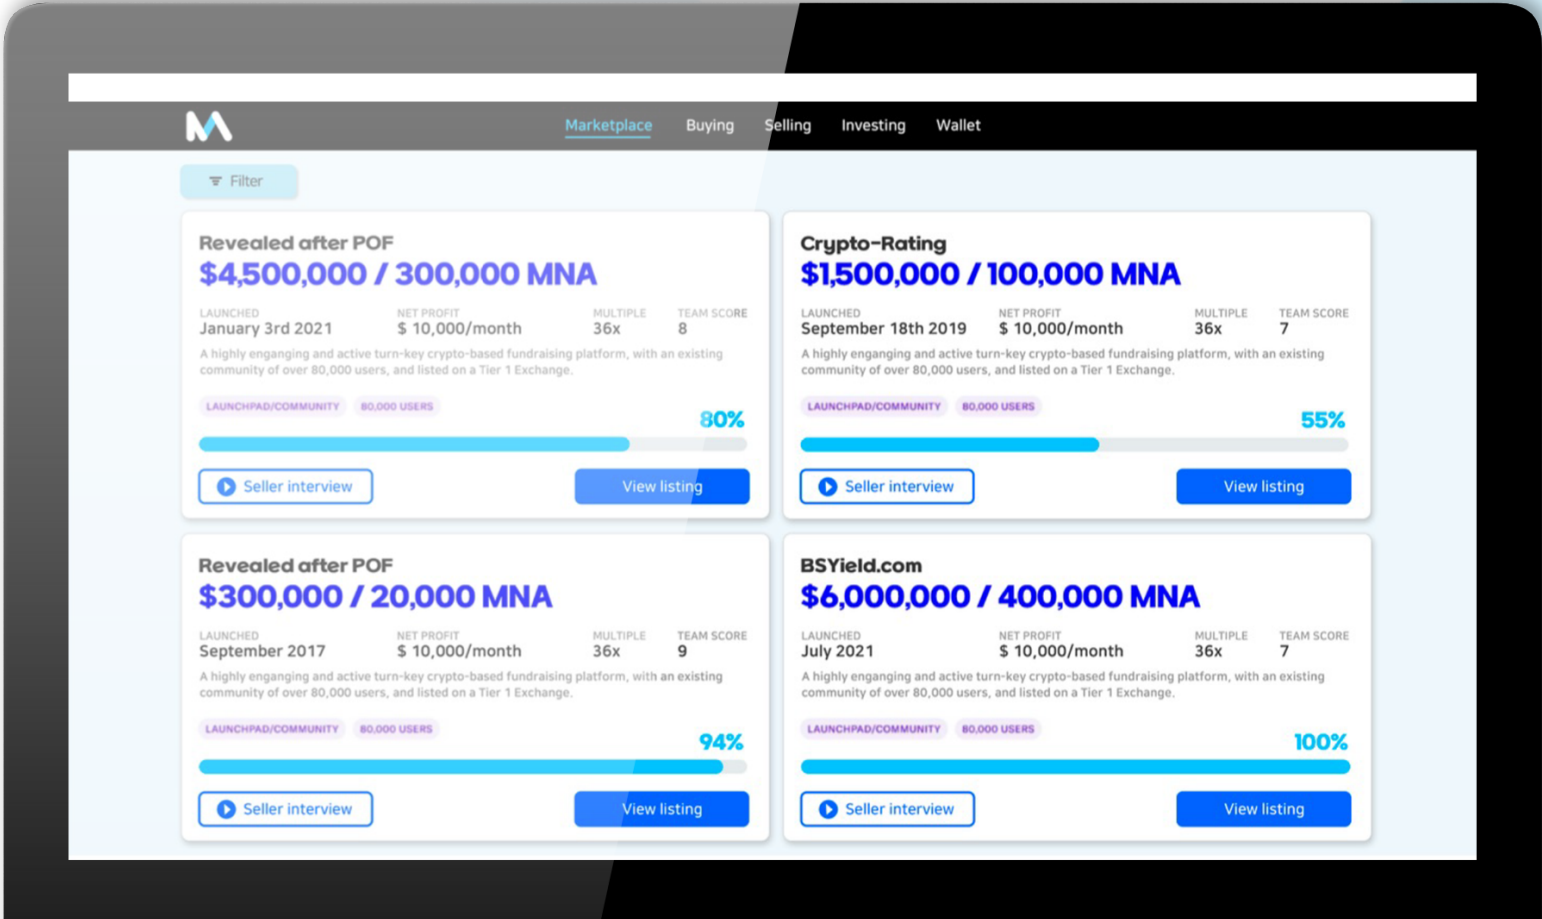 Marketplace Buying Selling Investing Wallet
Filter
Revealed after POF
$4,500,000 / 300,000 MNA
LAUNCHED NET PROFIT MULTIPLE TEAM SCORE
January 3rd 2021 $ 10,000/month 36x 8
A highly enganging and active turn-key crypto-based fundraising platform, with an existing
community of over 80,000 users, and listed on a Tier 1 Exchange.
LAUNCHPAD/COMMUNITY 80,000 USERS
80%
Seller interview View listing
Crypto-Rating
$1,500,000 / 100,000 MNA
LAUNCHED NET PROFIT MULTIPLE TEAM SCORE
September 18th 2019 $ 10,000/month 36x 7
A highly enganging and active turn-key crypto-based fundraising platform, with an existing
community of over 80,000 users, and listed on a Tier 1 Exchange.
LAUNCHPAD/COMMUNITY 80,000 USERS
55%
Seller interview View listing
Revealed after POF
$300,000 / 20,000 MNA
LAUNCHED NET PROFIT MULTIPLE TEAM SCORE
September 2017 $ 10,000/month 36x 9
A highly enganging and active turn-key crypto-based fundraising platform, with an existing
community of over 80,000 users, and listed on a Tier 1 Exchange.
LAUNCHPAD/COMMUNITY 80,000 USERS
94%
Seller interview View listing
BSYield.com
$6,000,000 / 400,000 MNA
LAUNCHED NET PROFIT MULTIPLE TEAM SCORE
July 2021 $ 10,000/month 36x 7
A highly enganging and active turn-key crypto-based fundraising platform, with an existing
community of over 80,000 users, and listed on a Tier 1 Exchange.
LAUNCHPAD/COMMUNITY 80,000 USERS
100%
Seller interview View listing